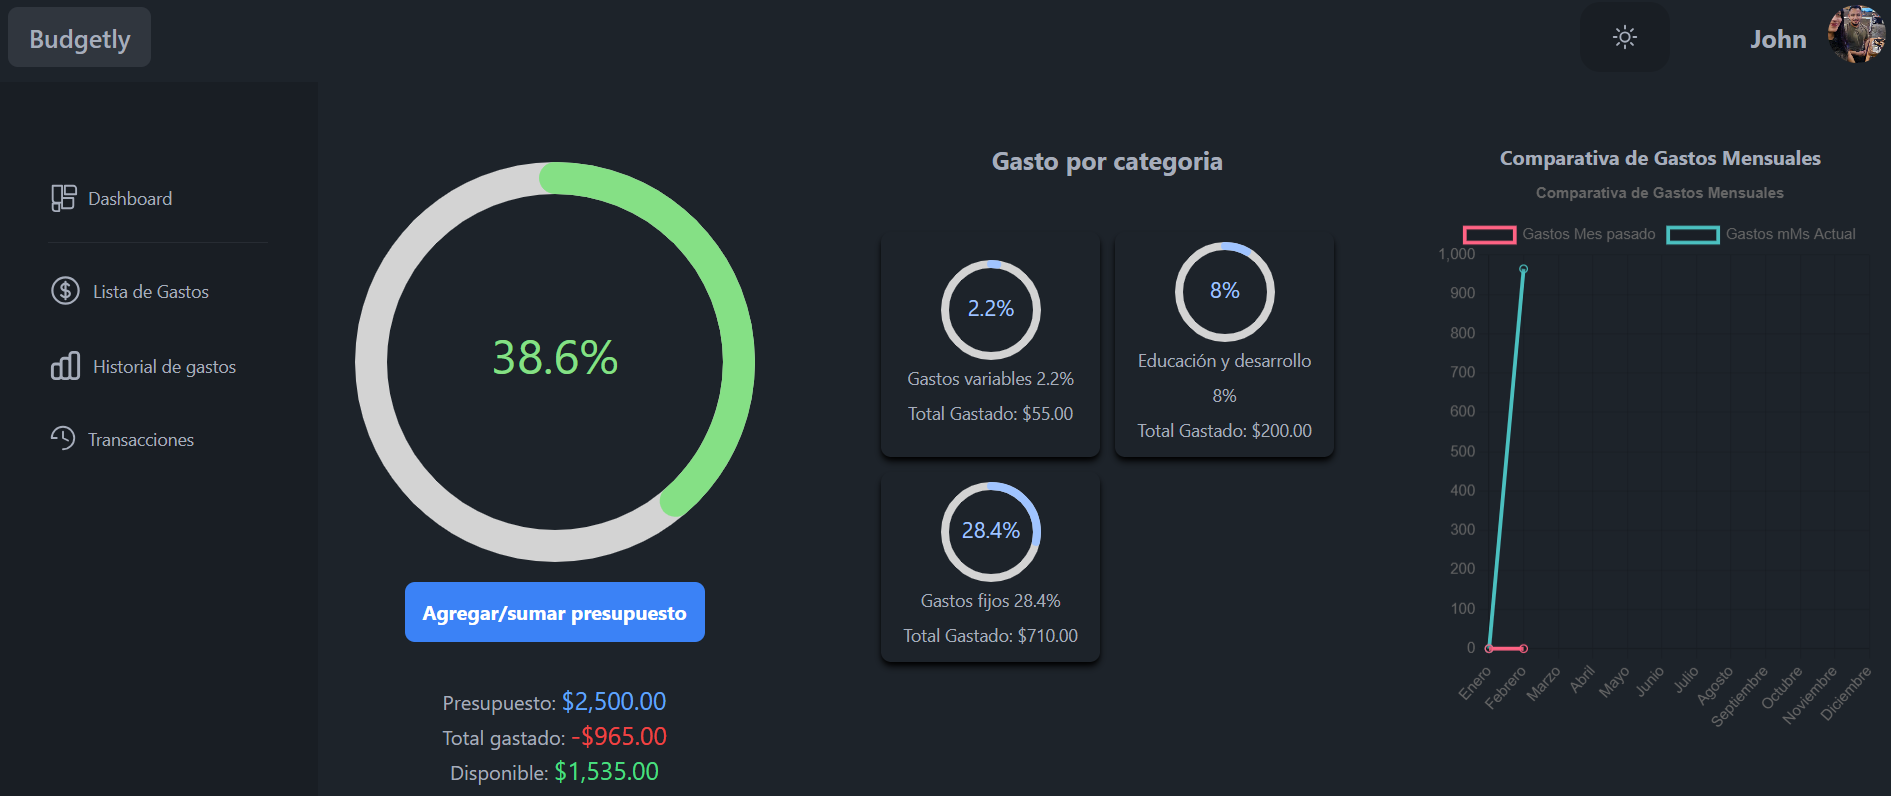 Budgetly
John
Dashboard
Lista de Gastos
Historial de gastos
Transacciones
38.6%
Agregar/sumar presupuesto
Presupuesto: $2,500.00
Total gastado: -$965.00
Disponible: $1,535.00
Gasto por categoria
2.2%
Gastos variables 2.2%
Total Gastado: $55.00
8%
Educación y desarrollo
8%
Total Gastado: $200.00
28.4%
Gastos fijos 28.4%
Total Gastado: $710.00
Comparativa de Gastos Mensuales
Comparativa de Gastos Mensuales
Gastos Mes pasado Gastos mMs Actual
1,000
900
800
700
600
500
400
300
200
100
0
Enero
Febrero
Marzo
Abril
Mayo
Junio
Julio
Agosto
Septiembre
Octubre
Noviembre
Diciembre